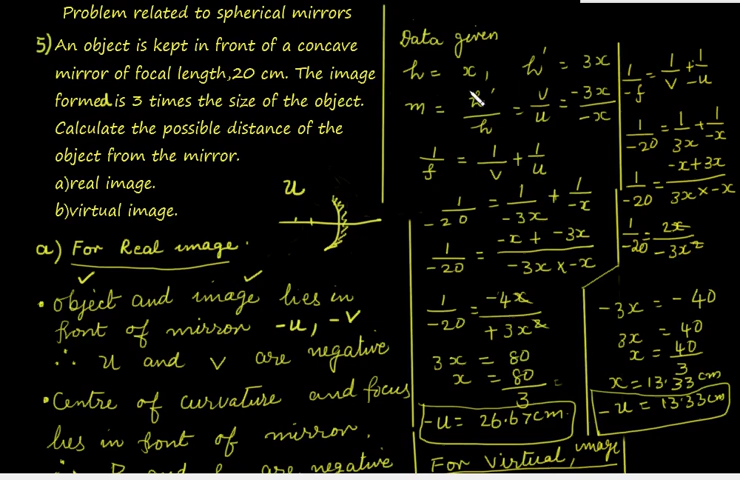 Problem related to spherical mirrors
5) An object is kept in front of a concave
mirror of focal length,20 cm. The image
formed is 3 times the size of the object.
Calculate the possible distance of the
object from the mirror.
a)real image.
b)virtual image.
u
a) For Real image.
• object and image lies in
front of mirror -u, -v
∴ u and v are negative
• Centre of curvature and focus
lies in front of mirror.
are negative
Data given
h = x, h' = 3x
m = h'/h = v/u = -3x/-x
1/f = 1/v + 1/u
1/-20 = 1/-3x + 1/-x
1/-20 = -x + -3x / -3x × -x
1/-20 = -4x / +3x²
3x = 80
x = 80/3 =
-u = 26.67cm.
For Virtual, image
1/-f = 1/v + 1/-u
1/-20 = 1/3x + 1/-x
1/-20 = -x + 3x / 3x × -x
1/-20 = 2x / -3x²
-3x = -40
3x = 40
x = 40/3
x = 13.33cm
-u = 13.33cm